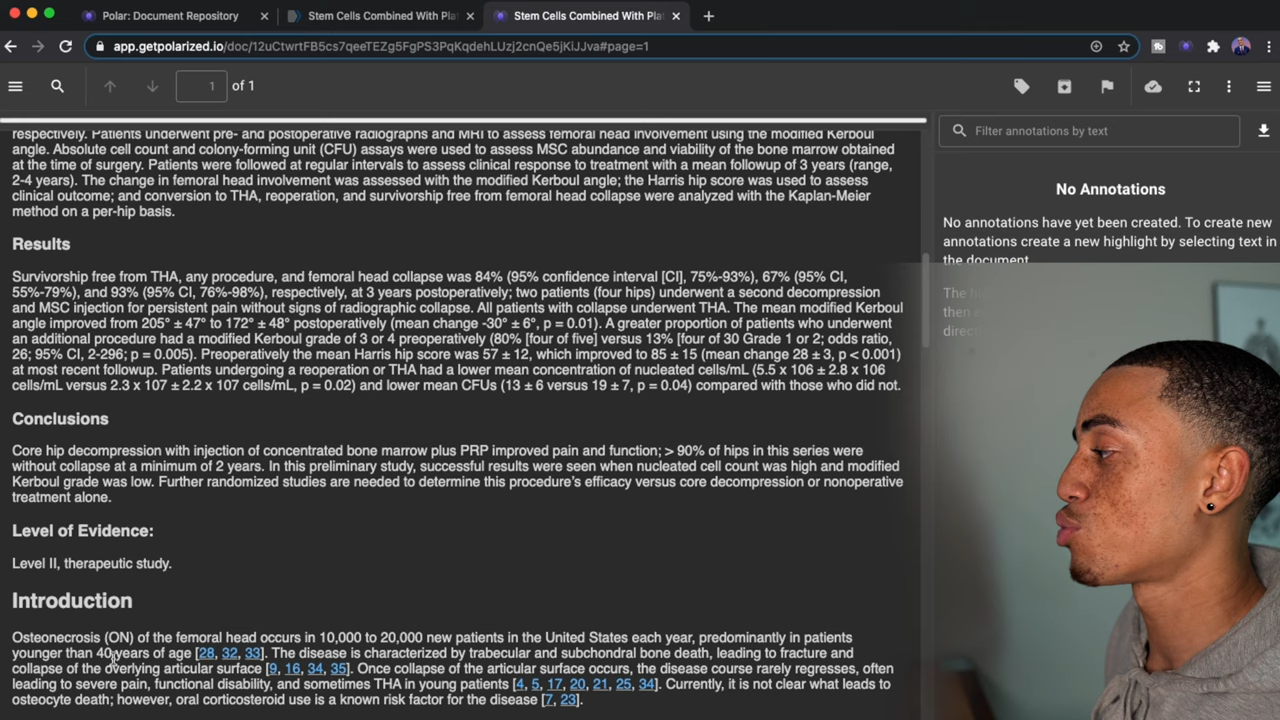 Polar: Document Repository
Stem Cells Combined With Plat
Stem Cells Combined With Plat
app.getpolarized.io/doc/12uCtwrtFB5cs7qeeTEZg5FgPS3PqKqdehLUzj2cnQe5jKiJJva#page=1
1 of 1
Filter annotations by text
respectively. Patients underwent pre- and postoperative radiographs and MRI to assess femoral head involvement using the modified Kerboul
angle. Absolute cell count and colony-forming unit (CFU) assays were used to assess MSC abundance and viability of the bone marrow obtained
at the time of surgery. Patients were followed at regular intervals to assess clinical response to treatment with a mean followup of 3 years (range,
2-4 years). The change in femoral head involvement was assessed with the modified Kerboul angle; the Harris hip score was used to assess
clinical outcome; and conversion to THA, reoperation, and survivorship free from femoral head collapse were analyzed with the Kaplan-Meier
method on a per-hip basis.
Results
Survivorship free from THA, any procedure, and femoral head collapse was 84% (95% confidence interval [CI], 75%-93%), 67% (95% CI,
55%-79%), and 93% (95% CI, 76%-98%), respectively, at 3 years postoperatively; two patients (four hips) underwent a second decompression
and MSC injection for persistent pain without signs of radiographic collapse. All patients with collapse underwent THA. The mean modified Kerboul
angle improved from 205° ± 47° to 172° ± 48° postoperatively (mean change -30° ± 6°, p = 0.01). A greater proportion of patients who underwent
an additional procedure had a modified Kerboul grade of 3 or 4 preoperatively (80% [four of five] versus 13% [four of 30 Grade 1 or 2; odds ratio,
26; 95% CI, 2-296; p = 0.005). Preoperatively the mean Harris hip score was 57 ± 12, which improved to 85 ± 15 (mean change 28 ± 3, p < 0.001)
at most recent followup. Patients undergoing a reoperation or THA had a lower mean concentration of nucleated cells/mL (5.5 x 106 ± 2.8 x 106
cells/mL versus 2.3 x 107 ± 2.2 x 107 cells/mL, p = 0.02) and lower mean CFUs (13 ± 6 versus 19 ± 7, p = 0.04) compared with those who did not.
Conclusions
Core hip decompression with injection of concentrated bone marrow plus PRP improved pain and function; > 90% of hips in this series were
without collapse at a minimum of 2 years. In this preliminary study, successful results were seen when nucleated cell count was high and modified
Kerboul grade was low. Further randomized studies are needed to determine this procedure's efficacy versus core decompression or nonoperative
treatment alone.
Level of Evidence:
Level II, therapeutic study.
Introduction
Osteonecrosis (ON) of the femoral head occurs in 10,000 to 20,000 new patients in the United States each year, predominantly in patients
younger than 40 years of age [28, 32, 33]. The disease is characterized by trabecular and subchondral bone death, leading to fracture and
collapse of the overlying articular surface [9, 16, 34, 35]. Once collapse of the articular surface occurs, the disease course rarely regresses, often
leading to severe pain, functional disability, and sometimes THA in young patients [4, 5, 17, 20, 21, 25, 34]. Currently, it is not clear what leads to
osteocyte death; however, oral corticosteroid use is a known risk factor for the disease [7, 23].
No Annotations
No annotations have yet been created. To create new
annotations create a new highlight by selecting text in
the document.
The hi
then
direc